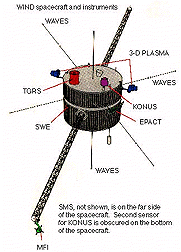 WIND spacecraft and instruments
WAVES
3-D PLASMA
WAVES
TGRS
KONUS
SWE
EPACT
WAVES
SMS, not shown, is on the far side
of the spacecraft. Second sensor
for KONUS is obscured on the bottom
of the spacecraft.
MFI